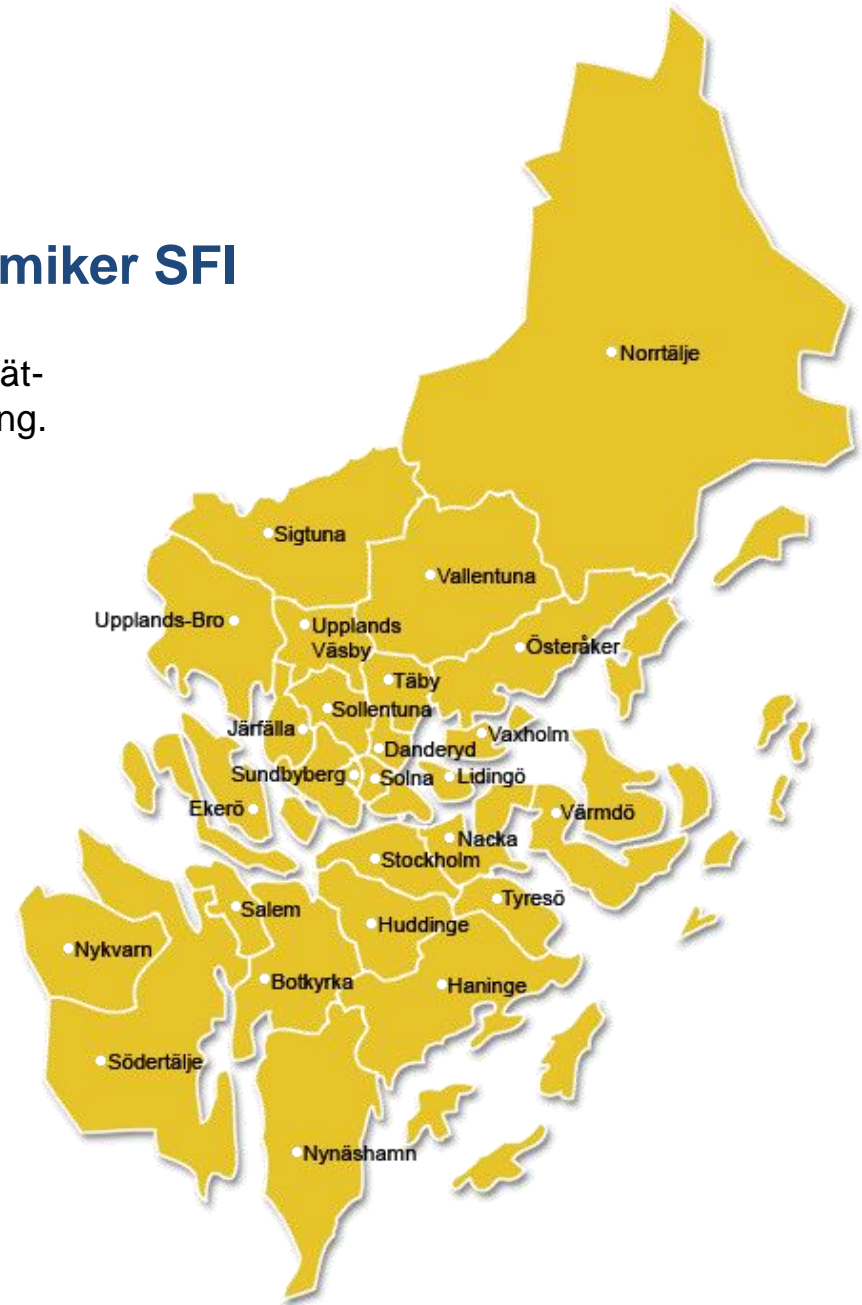 miker SFI
ät-
ng.
Norrtälje
Sigtuna
Vallentuna
Upplands-Bro
Upplands
Väsby
Österåker
Täby
Sollentuna
Järfälla
Vaxholm
Danderyd
Sundbyberg
Solna
Lidingö
Ekerö
Värmdö
Nacka
Stockholm
Tyresö
Salem
Huddinge
Nykvarn
Botkyrka
Haninge
Södertälje
Nynäshamn